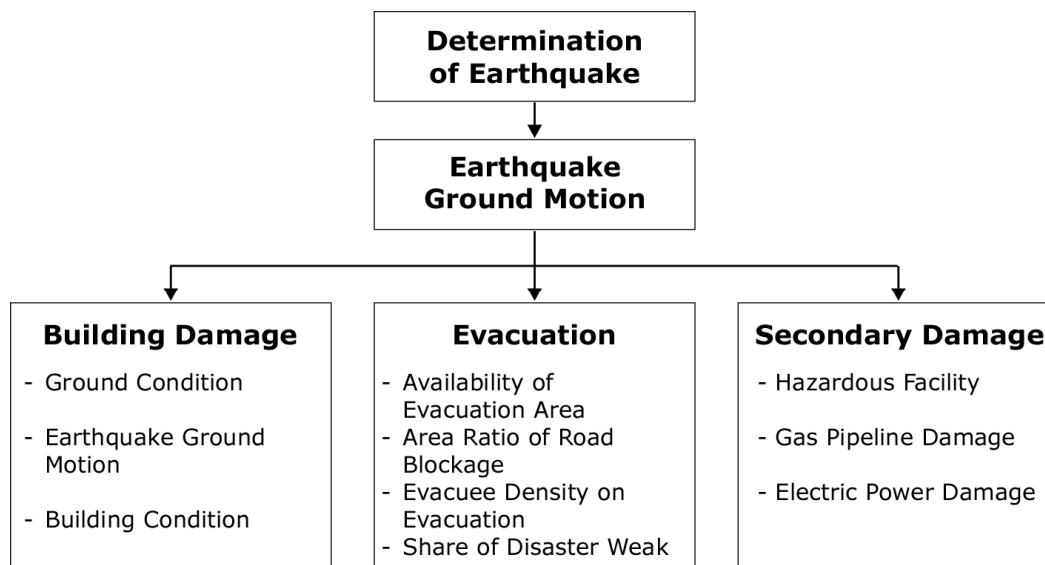 Determination
of Earthquake
Earthquake
Ground Motion
Building Damage
- Ground Condition
- Earthquake Ground
Motion
- Building Condition
Evacuation
- Availability of
Evacuation Area
- Area Ratio of Road
Blockage
- Evacuee Density on
Evacuation
- Share of Disaster Weak
Secondary Damage
- Hazardous Facility
- Gas Pipeline Damage
- Electric Power Damage